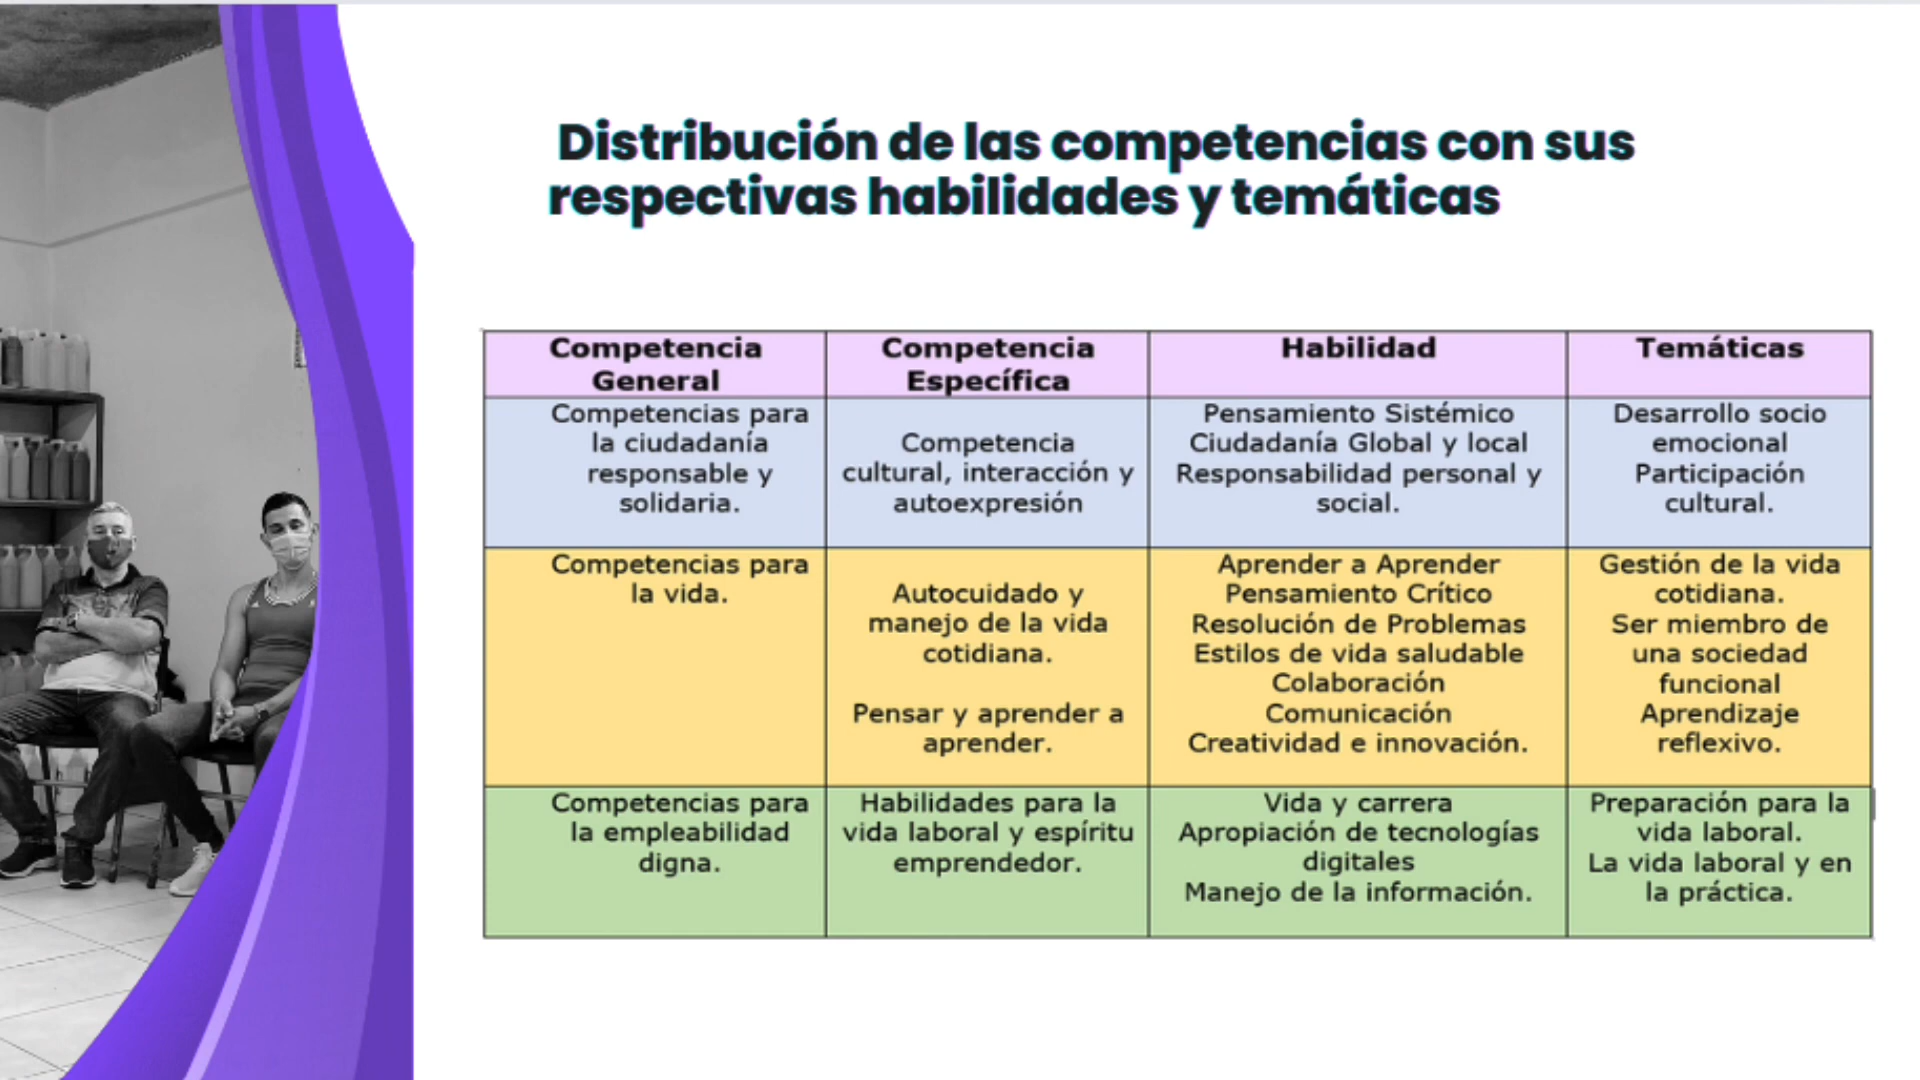 Distribución de las competencias con sus
respectivas habilidades y temáticas
Competencia
General
Competencia
Específica
Habilidad
Temáticas
Competencias para
la ciudadanía
responsable y
solidaria.
Competencia
cultural, interacción y
autoexpresión
Pensamiento Sistémico
Ciudadanía Global y local
Responsabilidad personal y
social.
Desarrollo socio
emocional
Participación
cultural.
Competencias para
la vida.
Autocuidado y
manejo de la vida
cotidiana.
Pensar y aprender a
aprender.
Aprender a Aprender
Pensamiento Crítico
Resolución de Problemas
Estilos de vida saludable
Colaboración
Comunicación
Creatividad e innovación.
Gestión de la vida
cotidiana.
Ser miembro de
una sociedad
funcional
Aprendizaje
reflexivo.
Competencias para
la empleabilidad
digna.
Habilidades para la
vida laboral y espíritu
emprendedor.
Vida y carrera
Apropiación de tecnologías
digitales
Manejo de la información.
Preparación para la
vida laboral.
La vida laboral y en
la práctica.